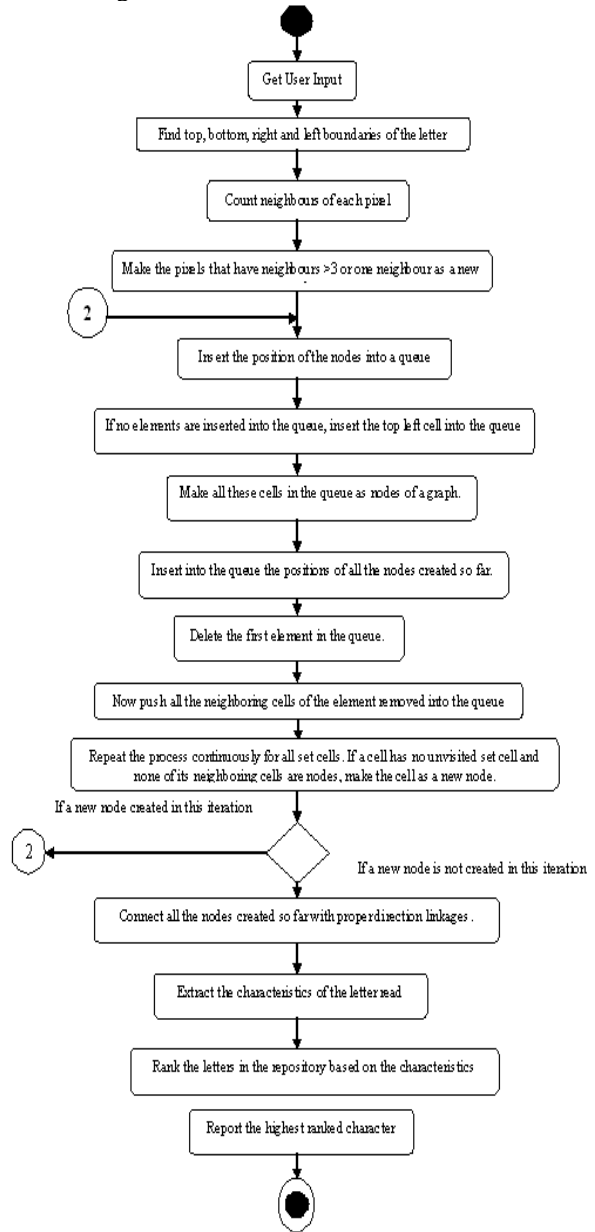 Get User Input
Find top, bottom, right and left boundaries of the letter
Count neighbours of each pixel
Make the pixels that have neighbours >3 or one neighbour as a new
2
Insert the position of the nodes into a queue
If no elements are inserted into the queue, insert the top left cell into the queue
Make all these cells in the queue as nodes of a graph.
Insert into the queue the positions of all the nodes created so far.
Delete the first element in the queue.
Now push all the neighboring cells of the element removed into the queue
Repeat the process continuously for all set cells. If a cell has no unvisited set cell and
none of its neighboring cells are nodes, make the cell as a new node.
If a new node created in this iteration
2
If a new node is not created in this iteration
Connect all the nodes created so far with proper direction linkages .
Extract the characteristics of the letter read
Rank the letters in the repository based on the characteristics
Report the highest ranked character